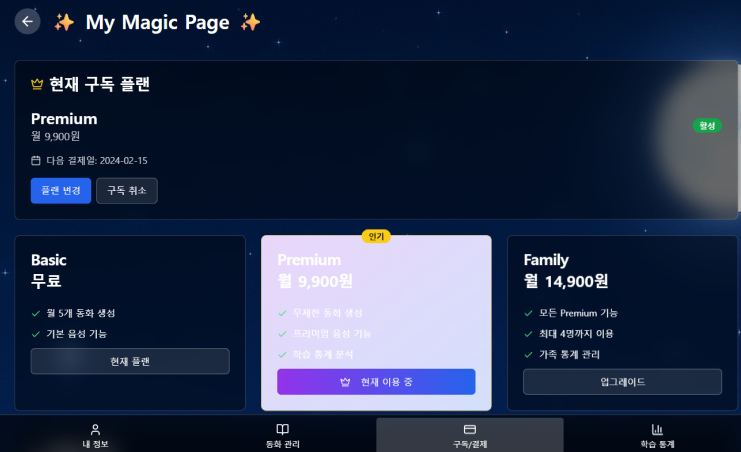 ✨ My Magic Page ✨
현재 구독 플랜
Premium
월 9,900원
활성
다음 결제일: 2024-02-15
플랜 변경
구독 취소
Basic
무료
월 5개 동화 생성
기본 음성 기능
현재 플랜
인기
Premium
월 9,900원
무제한 동화 생성
프리미엄 음성 기능
학습 통계 분석
현재 이용 중
Family
월 14,900원
모든 Premium 기능
최대 4명까지 이용
가족 통계 관리
업그레이드
내 정보
동화 관리
구독/결제
학습 통계